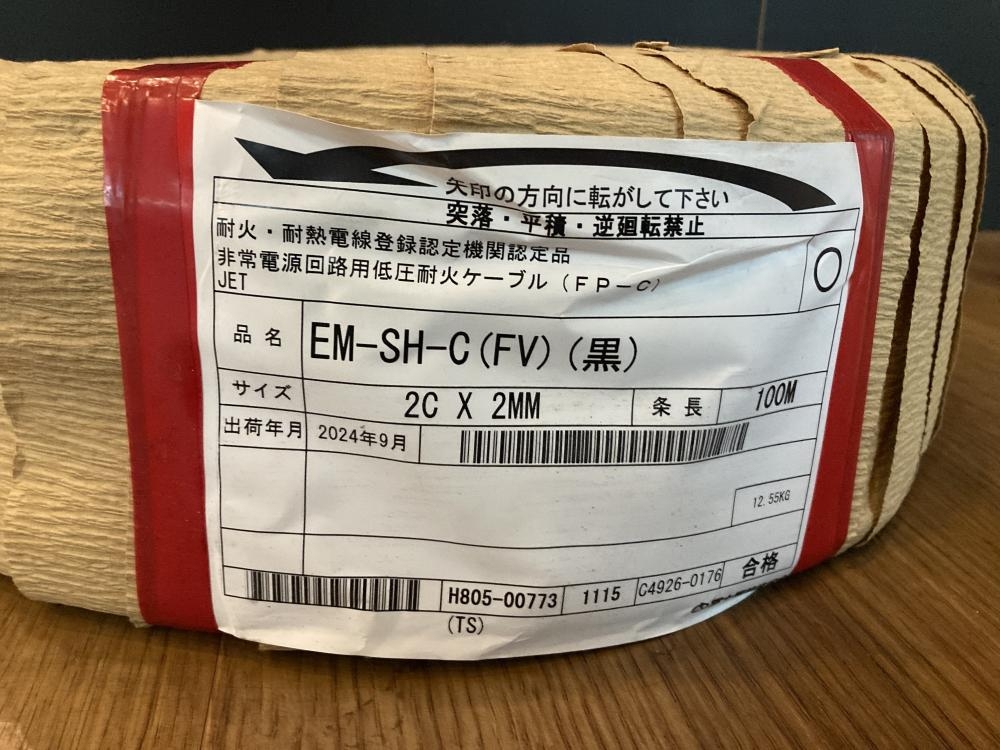 矢印の方向に転がして下さい
突落・平積・逆廻転禁止
耐火・耐熱電線登録認定機関認定品
非常電源回路用低圧耐火ケーブル（ＦＰ－Ｃ）
JET
品 名 EM-SH-C(FV)(黒)
サイズ 2C X 2MM 条 長 100M
出荷年月 2024年9月
12.55KG
H805-00773 1115 C4926-0176 合格
(TS)